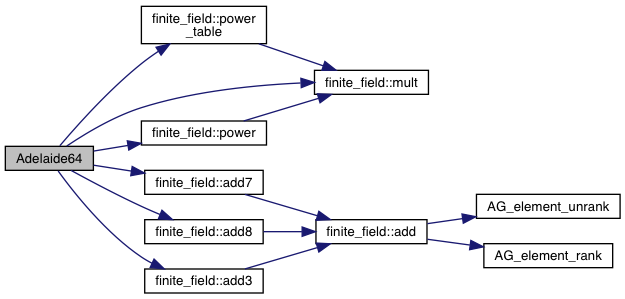 finite_field::power
_table
finite_field::mult
finite_field::power
Adelaide64
finite_field::add7
AG_element_unrank
finite_field::add8
finite_field::add
AG_element_rank
finite_field::add3